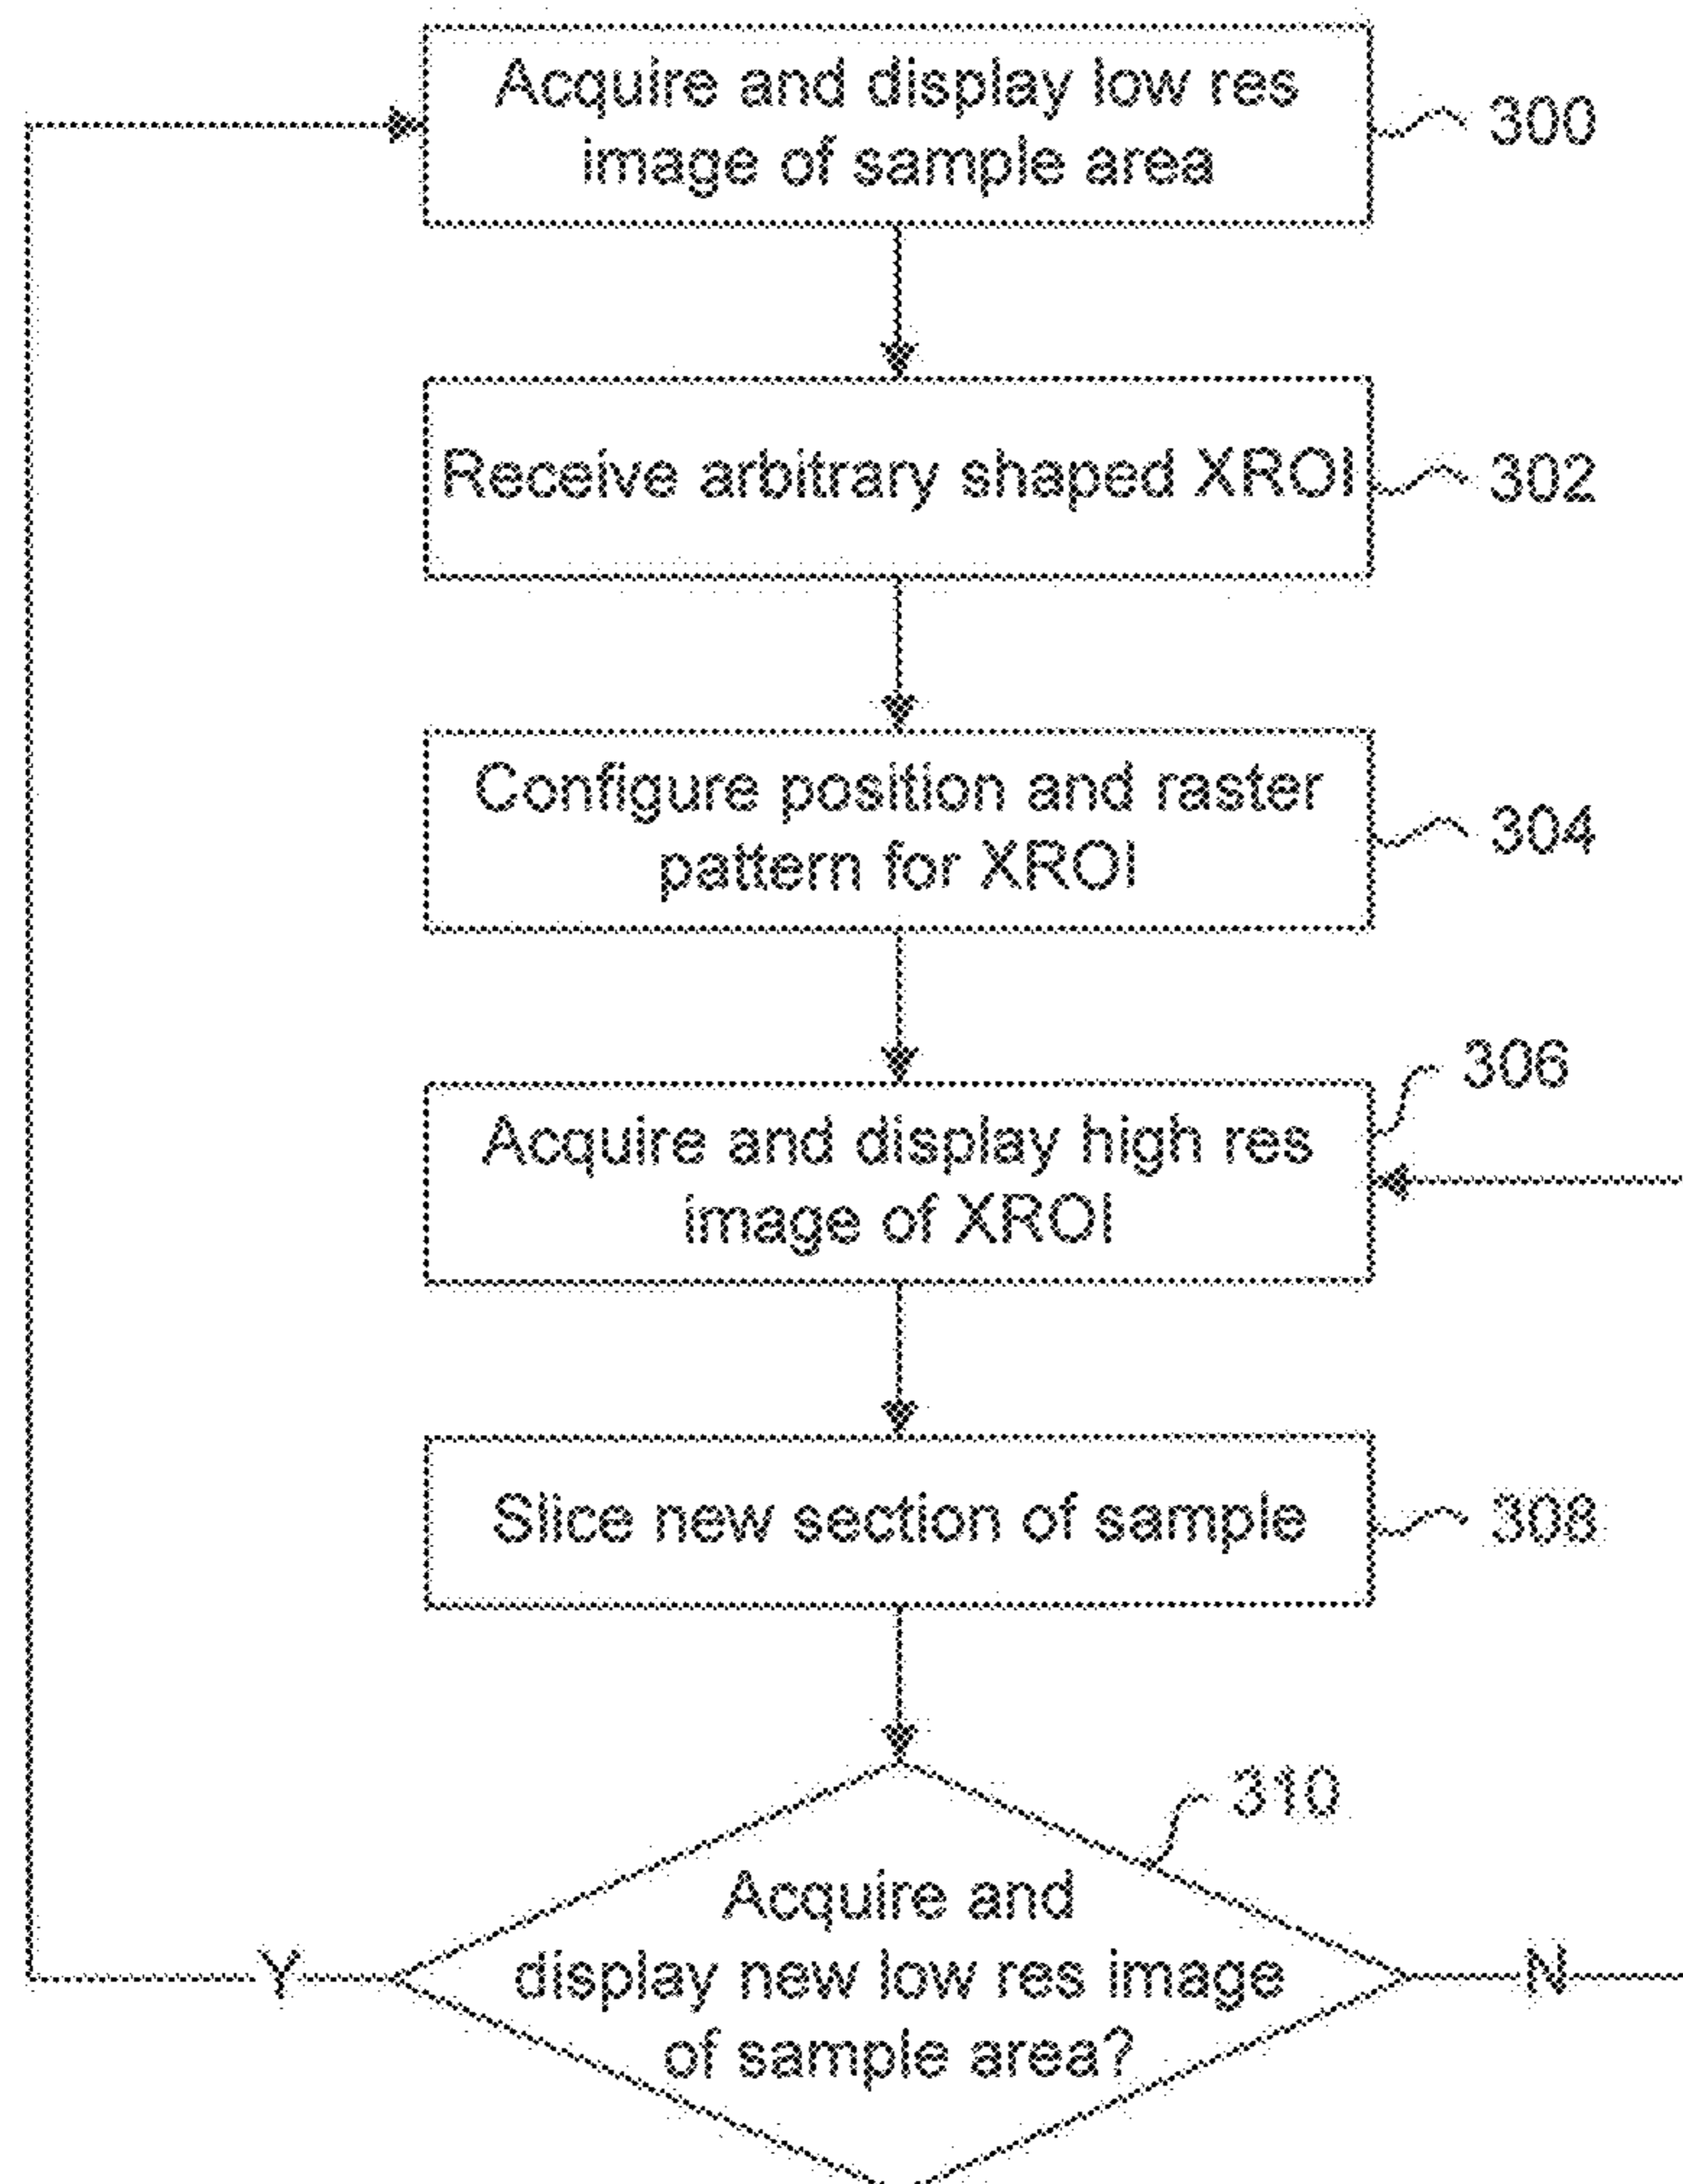 Acquire and display low res
image of sample area
300
Receive arbitrary shaped XROI
302
Configure position and raster
pattern for XROI
304
306
Acquire and display high res
image of XROI
Slice new section of sample
308
310
Acquire and
display new low res image
of sample area?
Y
N